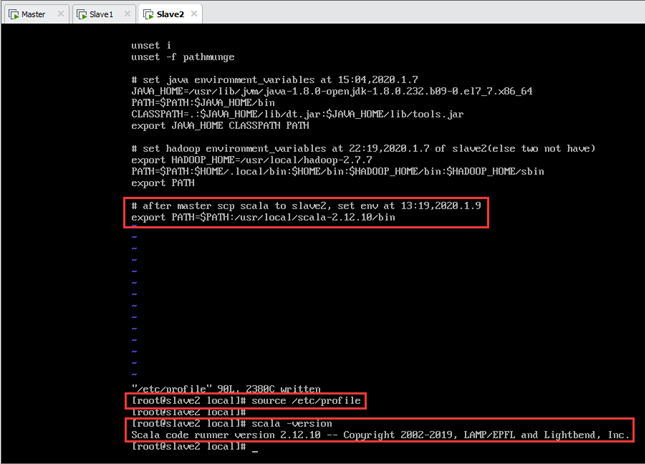 Master
Slave1
Slave2
unset i
unset -f pathmunge
# set java environment_variables at 15:04,2020.1.7
JAVA_HOME=/usr/lib/jvm/java-1.8.0-openjdk-1.8.0.232.b09-0.el7_7.x86_64
PATH=$PATH:$JAVA_HOME/bin
CLASSPATH=.:$JAVA_HOME/lib/dt.jar:$JAVA_HOME/lib/tools.jar
export JAVA_HOME CLASSPATH PATH
# set hadoop environment_variables at 22:19,2020.1.7 of slave2(else two not have)
export HADOOP_HOME=/usr/local/hadoop-2.7.7
PATH=$PATH:$HOME/.local/bin:$HOME/bin:$HADOOP_HOME/bin:$HADOOP_HOME/sbin
export PATH
# after master scp scala to slave2, set env at 13:19,2020.1.9
export PATH=$PATH:/usr/local/scala-2.12.10/bin
~
~
~
~
~
~
~
~
~
~
~
~
"/etc/profile" 90L, 2380C written
[root@slave2 local]# source /etc/profile
[root@slave2 local]#
[root@slave2 local]# scala -version
Scala code runner version 2.12.10 -- Copyright 2002-2019, LAMP/EPFL and Lightbend, Inc.
[root@slave2 local]# _